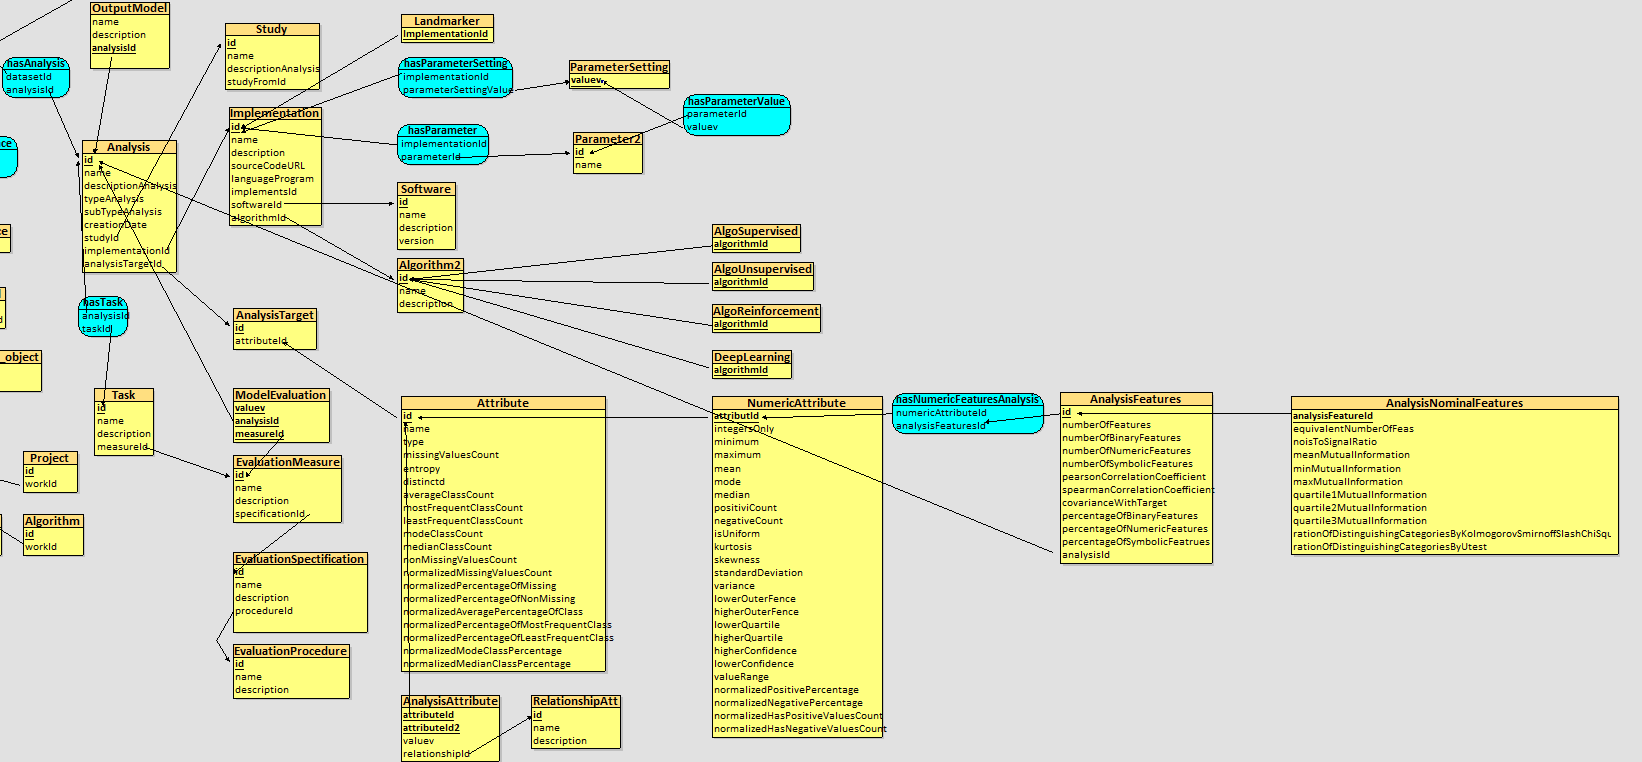 OutputModel
name
description
analysisId
hasAnalysis
datasetId
analysisId
ce
Study
id
name
descriptionAnalysis
studyFromId
Landmarker
ImplementationId
hasParameterSetting
implementationId
parameterSettingValue
ParameterSetting
valuev
hasParameterValue
parameterId
valuev
Implementation
id
name
description
sourceCodeURL
languageProgram
implementsId
softwareId
algorithmId
hasParameter
implementationId
parameterId
Parameter2
id
name
Analysis
id
name
descriptionAnalysis
typeAnalysis
subTypeAnalysis
creationDate
studyId
implementationId
analysisTargetId
Software
id
name
description
version
ce
AlgoSupervised
algorithmId
Algorithm2
id
name
description
AlgoUnsupervised
algorithmId
AlgoReinforcement
algorithmId
DeepLearning
algorithmId
hasTask
analysisId
taskId
d
AnalysisTarget
id
attributeId
_object
Task
id
name
description
measureId
ModelEvaluation
valuev
analysisId
measureId
EvaluationMeasure
id
name
description
specificationId
Project
id
workId
Algorithm
id
workId
EvaluationSpectification
id
name
description
procedureId
EvaluationProcedure
id
name
description
Attribute
id
name
type
missingValuesCount
entropy
distinctd
averageClassCount
mostFrequentClassCount
leastFrequentClassCount
modeClassCount
medianClassCount
nonMissingValuesCount
normalizedMissingValuesCount
normalizedPercentageOfMissing
normalizedPercentageOfNonMissing
normalizedAveragePercentageOfClass
normalizedPercentageOfMostFrequentClass
normalizedPercentageOfLeastFrequentClass
normalizedModeClassPercentage
normalizedMedianClassPercentage
AnalysisAttribute
attributeId
attributeId2
valuev
relationshipId
RelationshipAtt
id
name
description
NumericAttribute
attributId
integersOnly
minimum
maximum
mean
mode
median
positiviCount
negativeCount
isUniform
kurtosis
skewness
standardDeviation
variance
lowerOuterFence
higherOuterFence
lowerQuartile
higherQuartile
higherConfidence
lowerConfidence
valueRange
normalizedPositivePercentage
normalizedNegativePercentage
normalizedHasPositiveValuesCount
normalizedHasNegativeValuesCount
hasNumericFeaturesAnalysis
numericAttributeId
analysisFeaturesId
AnalysisFeatures
id
numberOfFeatures
numberOfBinaryFeatures
numberOfNumericFeatures
numberOfSymbolicFeatures
pearsonCorrelationCoefficient
spearmanCorrelationCoefficient
covarianceWithTarget
percentageOfBinaryFeatures
percentageOfNumericFeatures
percentageOfSymbolicFeatrues
analysisId
AnalysisNominalFeatures
analysisFeatureId
equivalentNumberOfFeas
noisToSignalRatio
meanMutualInformation
minMutualInformation
maxMutualInformation
quartile1MutualInformation
quartile2MutualInformation
quartile3MutualInformation
rationOfDistinguishingCategoriesByKolmogorovSmirnoffSlashChiSqu
rationOfDistinguishingCategoriesByUtest